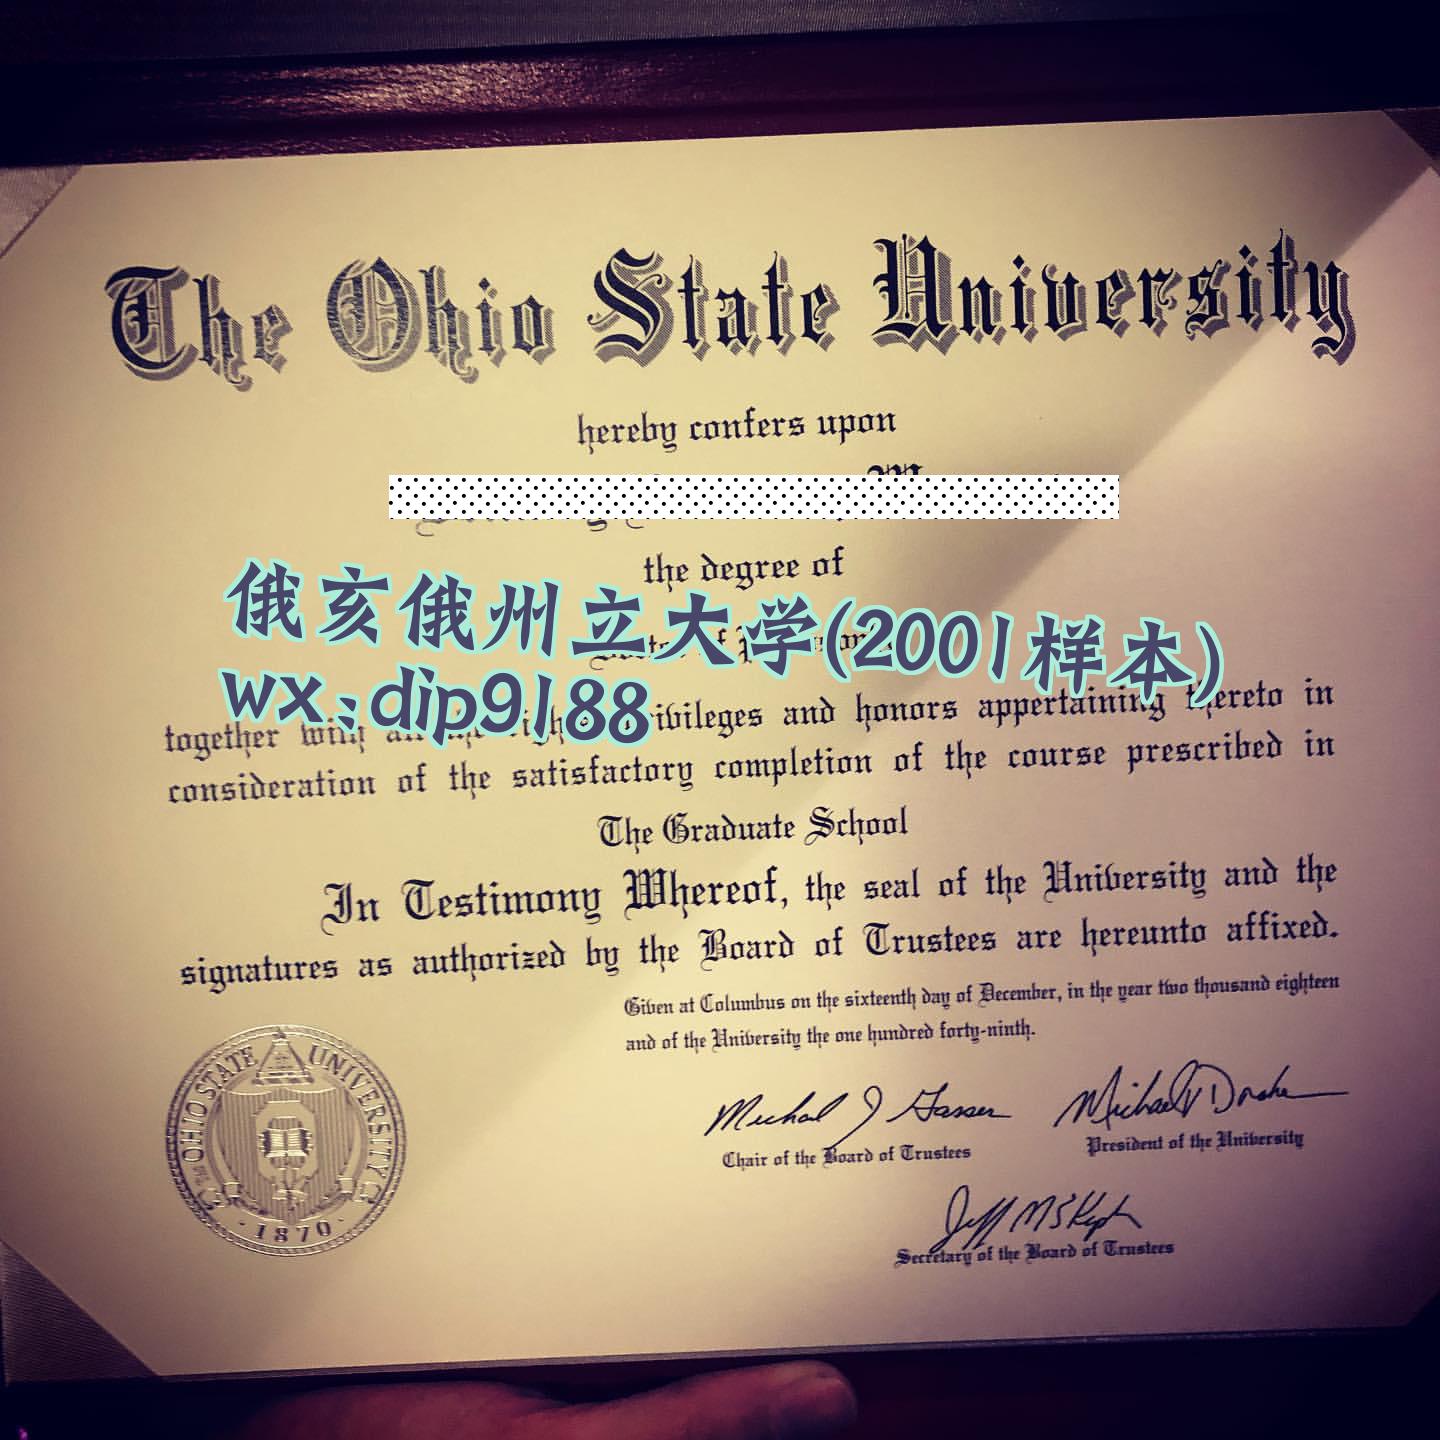 The Ohio State University
hereby confers upon
the degree of
俄亥俄州立大学(2001样本)
wx:dip9188
together with privileges and honors appertaining thereto in
consideration of the satisfactory completion of the course prescribed in
The Graduate School
In Testimony Whereof, the seal of the University and the
signatures as authorized by the Board of Trustees are hereunto affixed.
Given at Columbus on the sixteenth day of December, in the year two thousand eighteen
and of the University the one hundred forty-ninth.
THE OHIO STATE UNIVERSITY
1870
Michael J Gasser
Michael V Drake
Chair of the Board of Trustees
President of the University
Secretary of the Board of Trustees